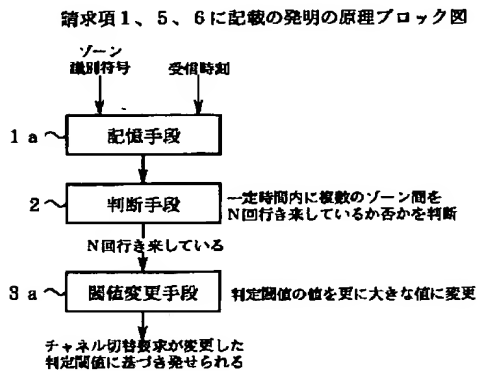 請求項1、5、6に記載の発明の原理ブロック図
ゾーン
識別符号
受信時刻
1a
記憶手段
2
判断手段
一定時間内に複数のゾーン間を
N回行き来しているか否かを判断
N回行き来している
3a
閾値変更手段
判定閾値の値を更に大きな値に変更
チャネル切替要求が変更した
判定閾値に基づき発せられる